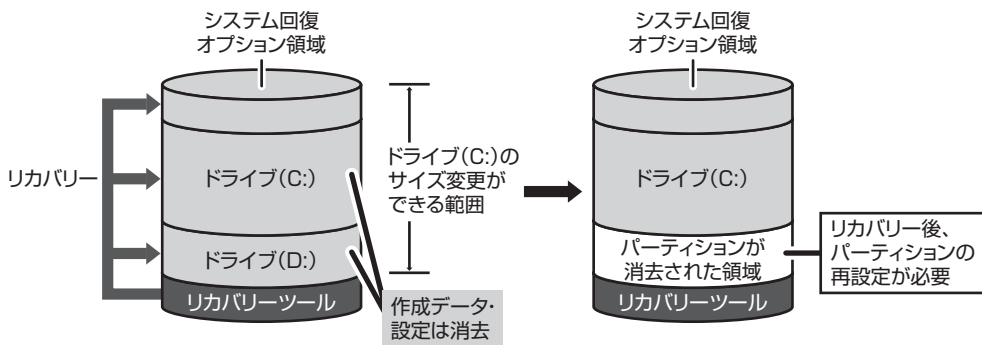 システム回復
オプション領域
リカバリー
ドライブ(C:)
ドライブ(D:)
リカバリーツール
ドライブ(C:)の
サイズ変更が
できる範囲
作成データ・
設定は消去
システム回復
オプション領域
ドライブ(C:)
パーティションが
消去された領域
リカバリーツール
リカバリー後、
パーティションの
再設定が必要